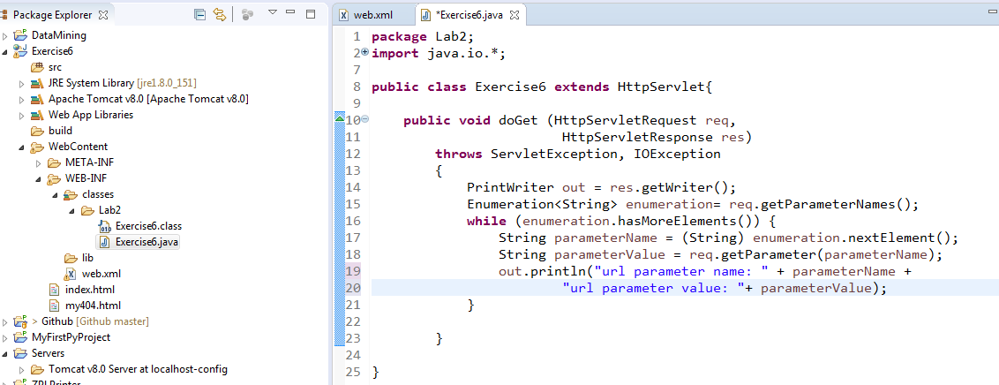 Package Explorer
DataMining
Exercise6
src
JRE System Library [jre1.8.0_151]
Apache Tomcat v8.0 [Apache Tomcat v8.0]
Web App Libraries
build
WebContent
META-INF
WEB-INF
classes
Lab2
Exercise6.class
Exercise6.java
lib
web.xml
index.html
my404.html
> Github [Github master]
MyFirstPyProject
Servers
Tomcat v8.0 Server at localhost-config
web.xml
*Exercise6.java
1 package Lab2;
2 import java.io.*;
7
8 public class Exercise6 extends HttpServlet{
9
10 public void doGet (HttpServletRequest req,
11 HttpServletResponse res)
12 throws ServletException, IOException
13 {
14 PrintWriter out = res.getWriter();
15 Enumeration<String> enumeration= req.getParameterNames();
16 while (enumeration.hasMoreElements()) {
17 String parameterName = (String) enumeration.nextElement();
18 String parameterValue = req.getParameter(parameterName);
19 out.println("url parameter name: " + parameterName +
20 "url parameter value: "+ parameterValue);
21 }
22
23 }
24
25 }